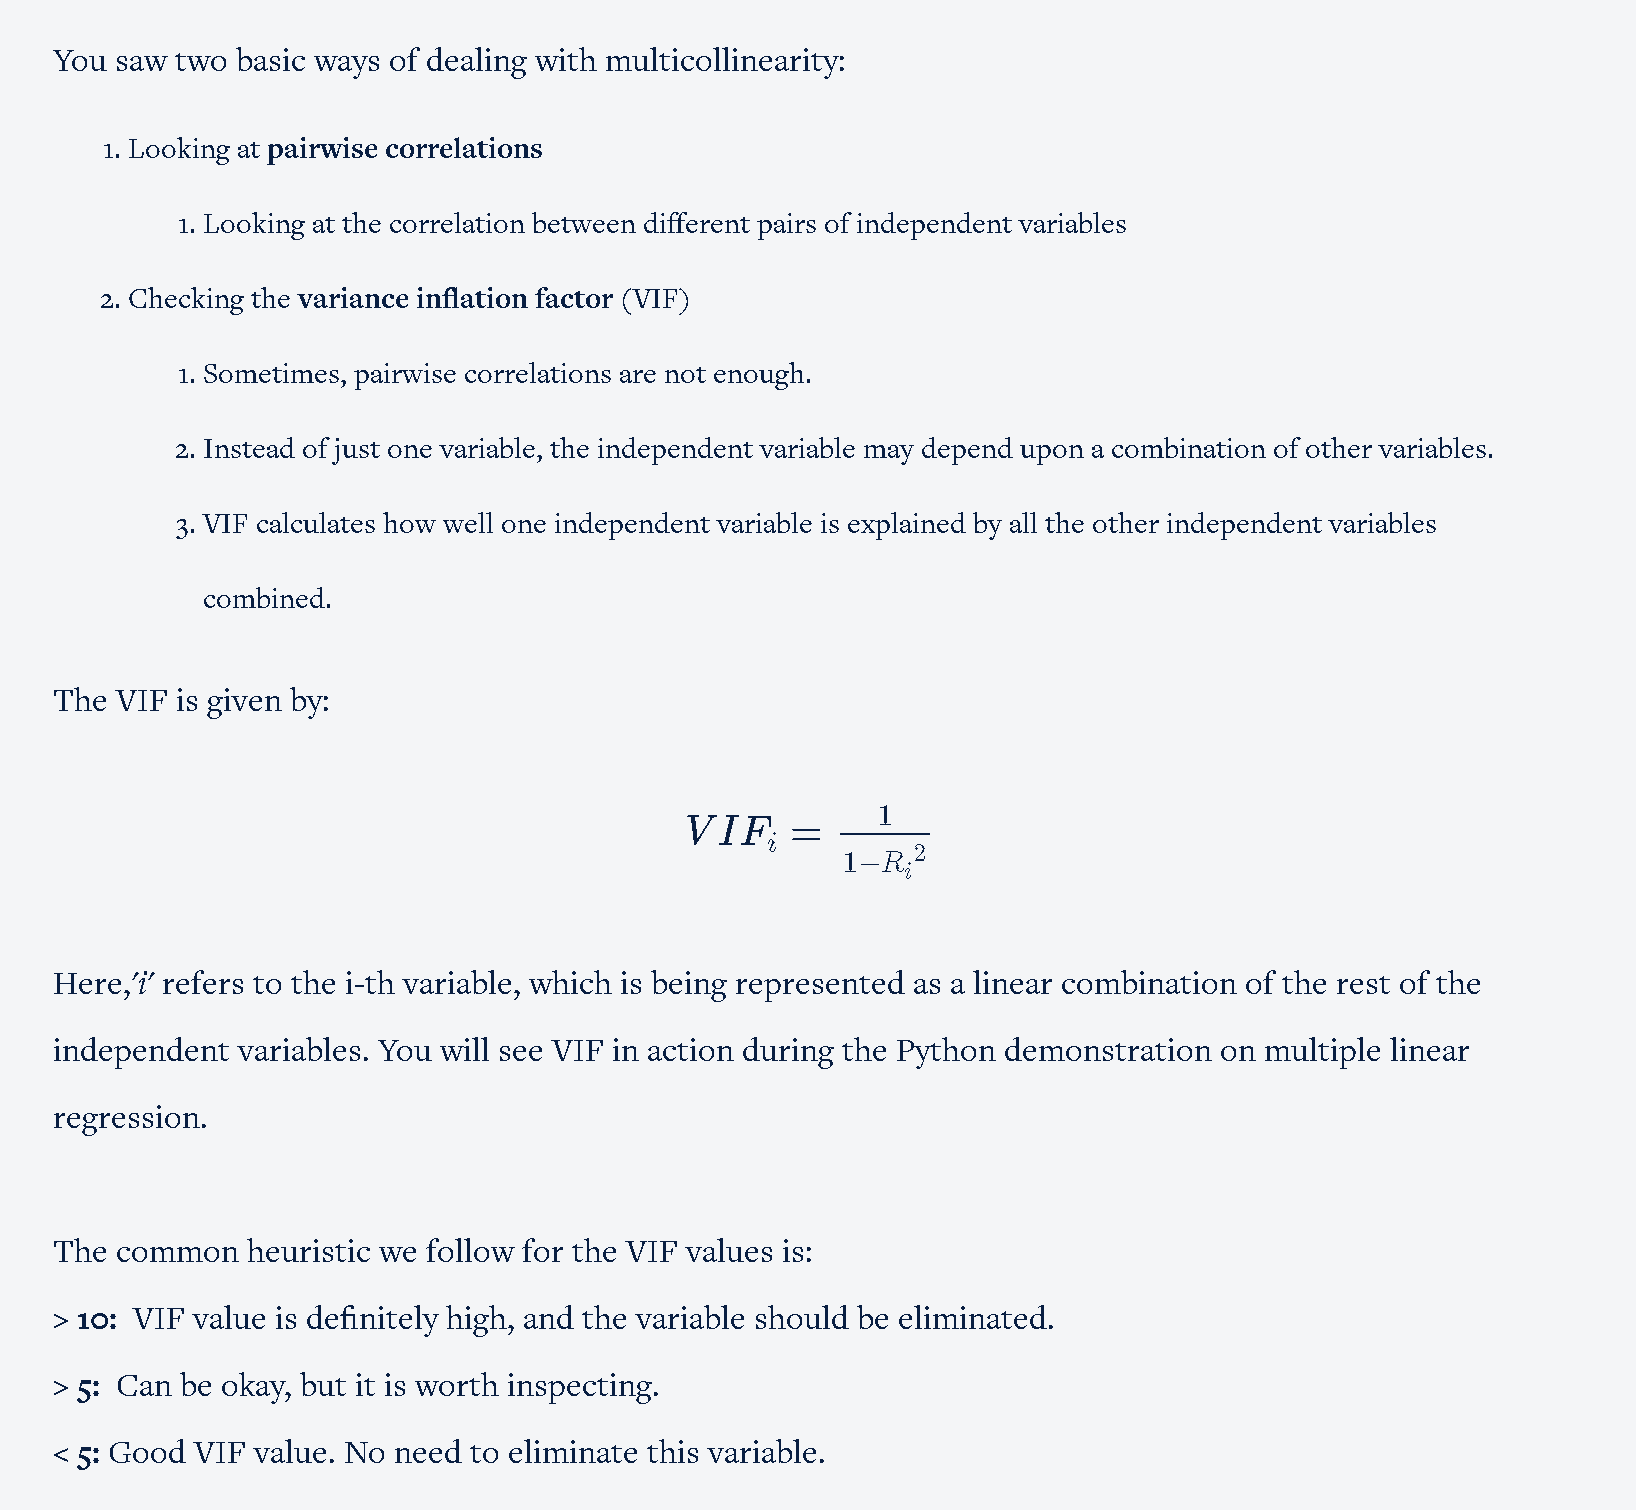 You saw two basic ways of dealing with multicollinearity:
1. Looking at pairwise correlations
1. Looking at the correlation between different pairs of independent variables
2. Checking the variance inflation factor (VIF)
1. Sometimes, pairwise correlations are not enough.
2. Instead of just one variable, the independent variable may depend upon a combination of other variables.
3. VIF calculates how well one independent variable is explained by all the other independent variables
combined.
The VIF is given by:
VIF_i = \frac{1}{1-R_i^2}
Here,'i' refers to the i-th variable, which is being represented as a linear combination of the rest of the
independent variables. You will see VIF in action during the Python demonstration on multiple linear
regression.
The common heuristic we follow for the VIF values is:
> 10: VIF value is definitely high, and the variable should be eliminated.
> 5: Can be okay, but it is worth inspecting.
< 5: Good VIF value. No need to eliminate this variable.